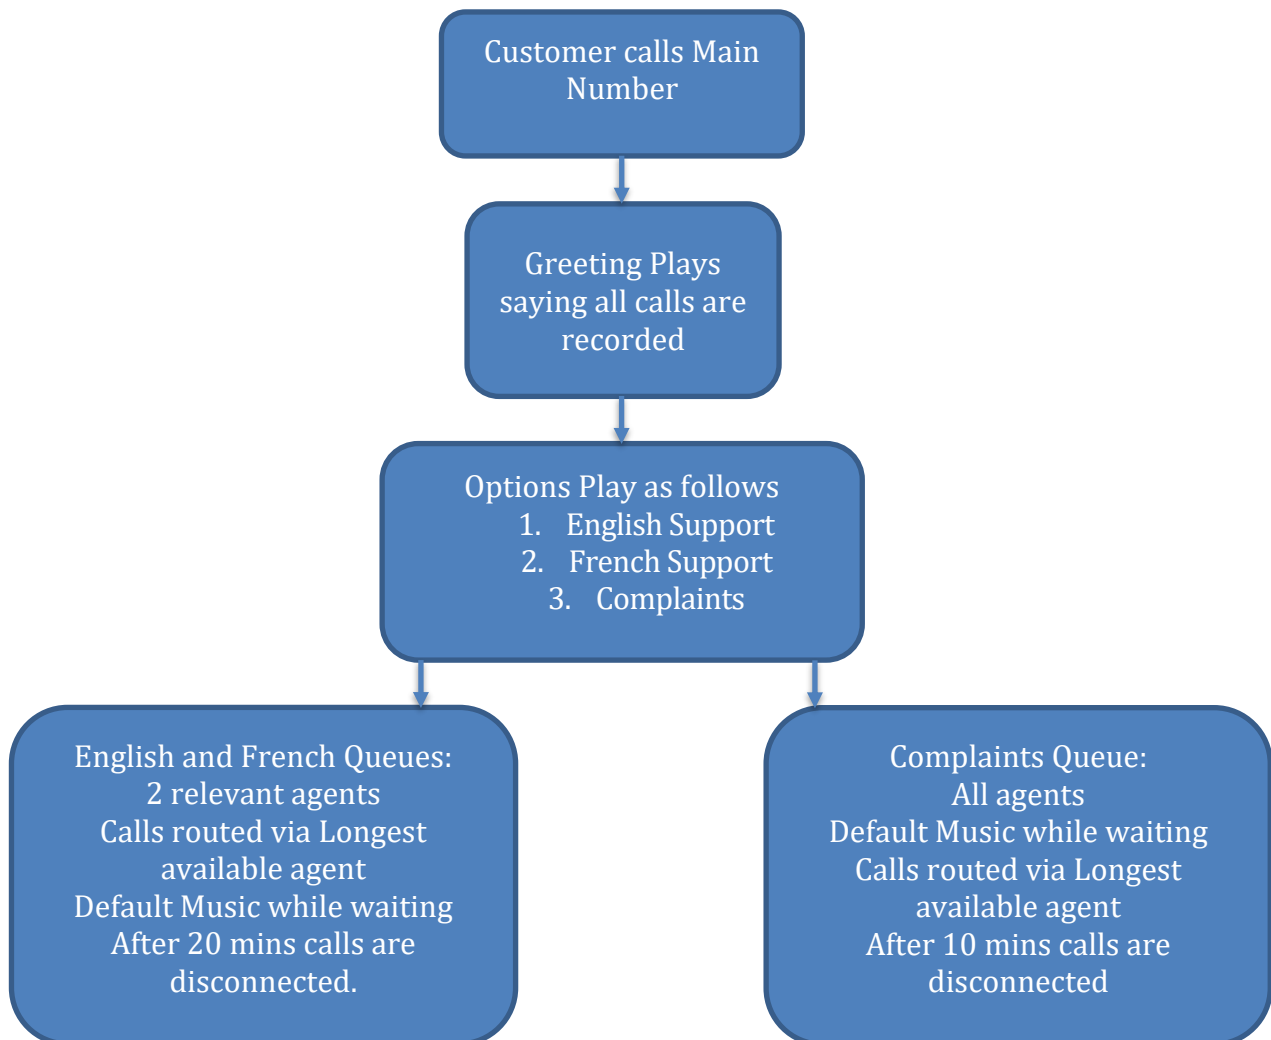 Customer calls Main
Number
Greeting Plays
saying all calls are
recorded
Options Play as follows
1. English Support
2. French Support
3. Complaints
English and French Queues:
2 relevant agents
Calls routed via Longest
available agent
Default Music while waiting
After 20 mins calls are
disconnected.
Complaints Queue:
All agents
Default Music while waiting
Calls routed via Longest
available agent
After 10 mins calls are
disconnected